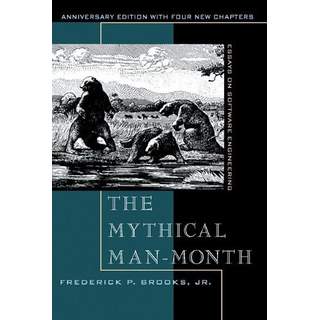 ANNIVERSARY EDITION WITH FOUR NEW CHAPTERS
ESSAYS ON SOFTWARE ENGINEERING
THE
MYTHICAL
MAN-MONTH
FREDERICK P. BROOKS, JR.